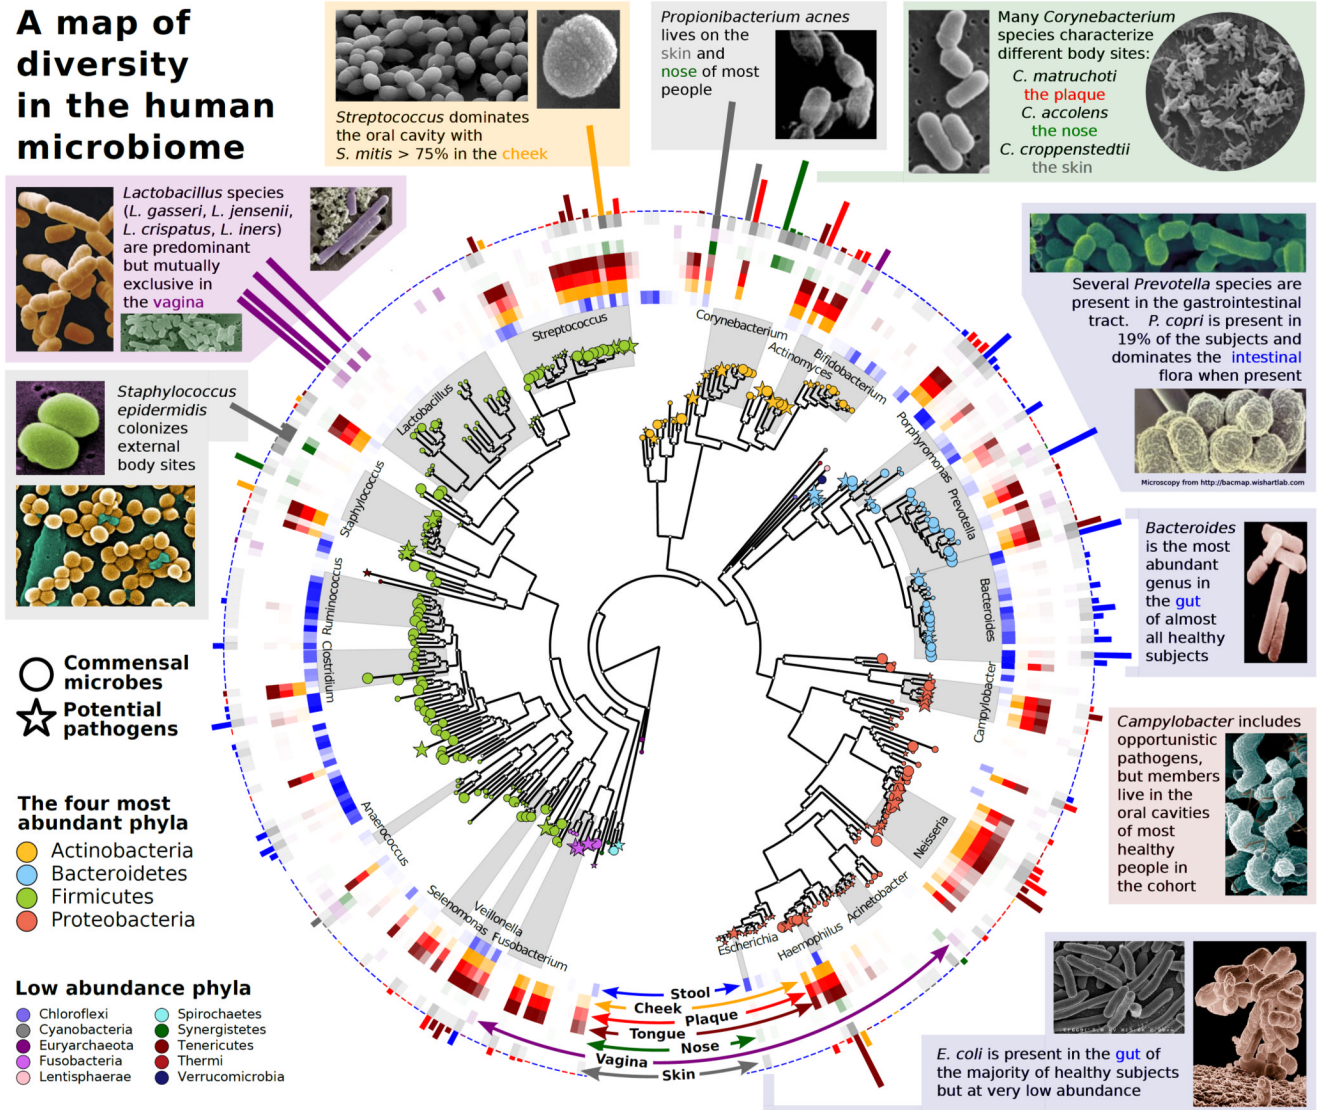 A map of
diversity
in the human
microbiome
Streptococcus dominates
the oral cavity with
S. mitis > 75% in the cheek
Propionibacterium acnes
lives on the
skin and
nose of most
people
Many Corynebacterium
species characterize
different body sites:
C. matruchoti
the plaque
C. accolens
the nose
C. croppenstedtii
the skin
Lactobacillus species
(L. gasseri, L. jensenii,
L. crispatus, L. iners)
are predominant
but mutually
exclusive in
the vagina
Several Prevotella species are
present in the gastrointestinal
tract. P. copri is present in
19% of the subjects and
dominates the intestinal
flora when present
Microscopy from http://bacmap.wishartlab.com
Staphylococcus
epidermidis
colonizes
external
body sites
Bacteroides
is the most
abundant
genus in
the gut
of almost
all healthy
subjects
Campylobacter includes
opportunistic
pathogens,
but members
live in the
oral cavities
of most
healthy
people in
the cohort
E. coli is present in the gut of
the majority of healthy subjects
but at very low abundance
Commensal
microbes
Potential
pathogens
The four most
abundant phyla
Actinobacteria
Bacteroidetes
Firmicutes
Proteobacteria
Low abundance phyla
Chloroflexi
Cyanobacteria
Euryarchaeota
Fusobacteria
Lentisphaerae
Spirochaetes
Synergistetes
Tenericutes
Thermi
Verrucomicrobia
Streptococcus
Corynebacterium
Actinomyces
Bifidobacterium
Porphyromonas
Prevotella
Bacteroides
Campylobacter
Neisseria
Acinetobacter
Haemophilus
Escherichia
Fusobacterium
Veillonella
Selenomonas
Anaerococcus
Clostridium
Ruminococcus
Staphylococcus
Lactobacillus
Stool
Cheek
Plaque
Tongue
Nose
Vagina
Skin